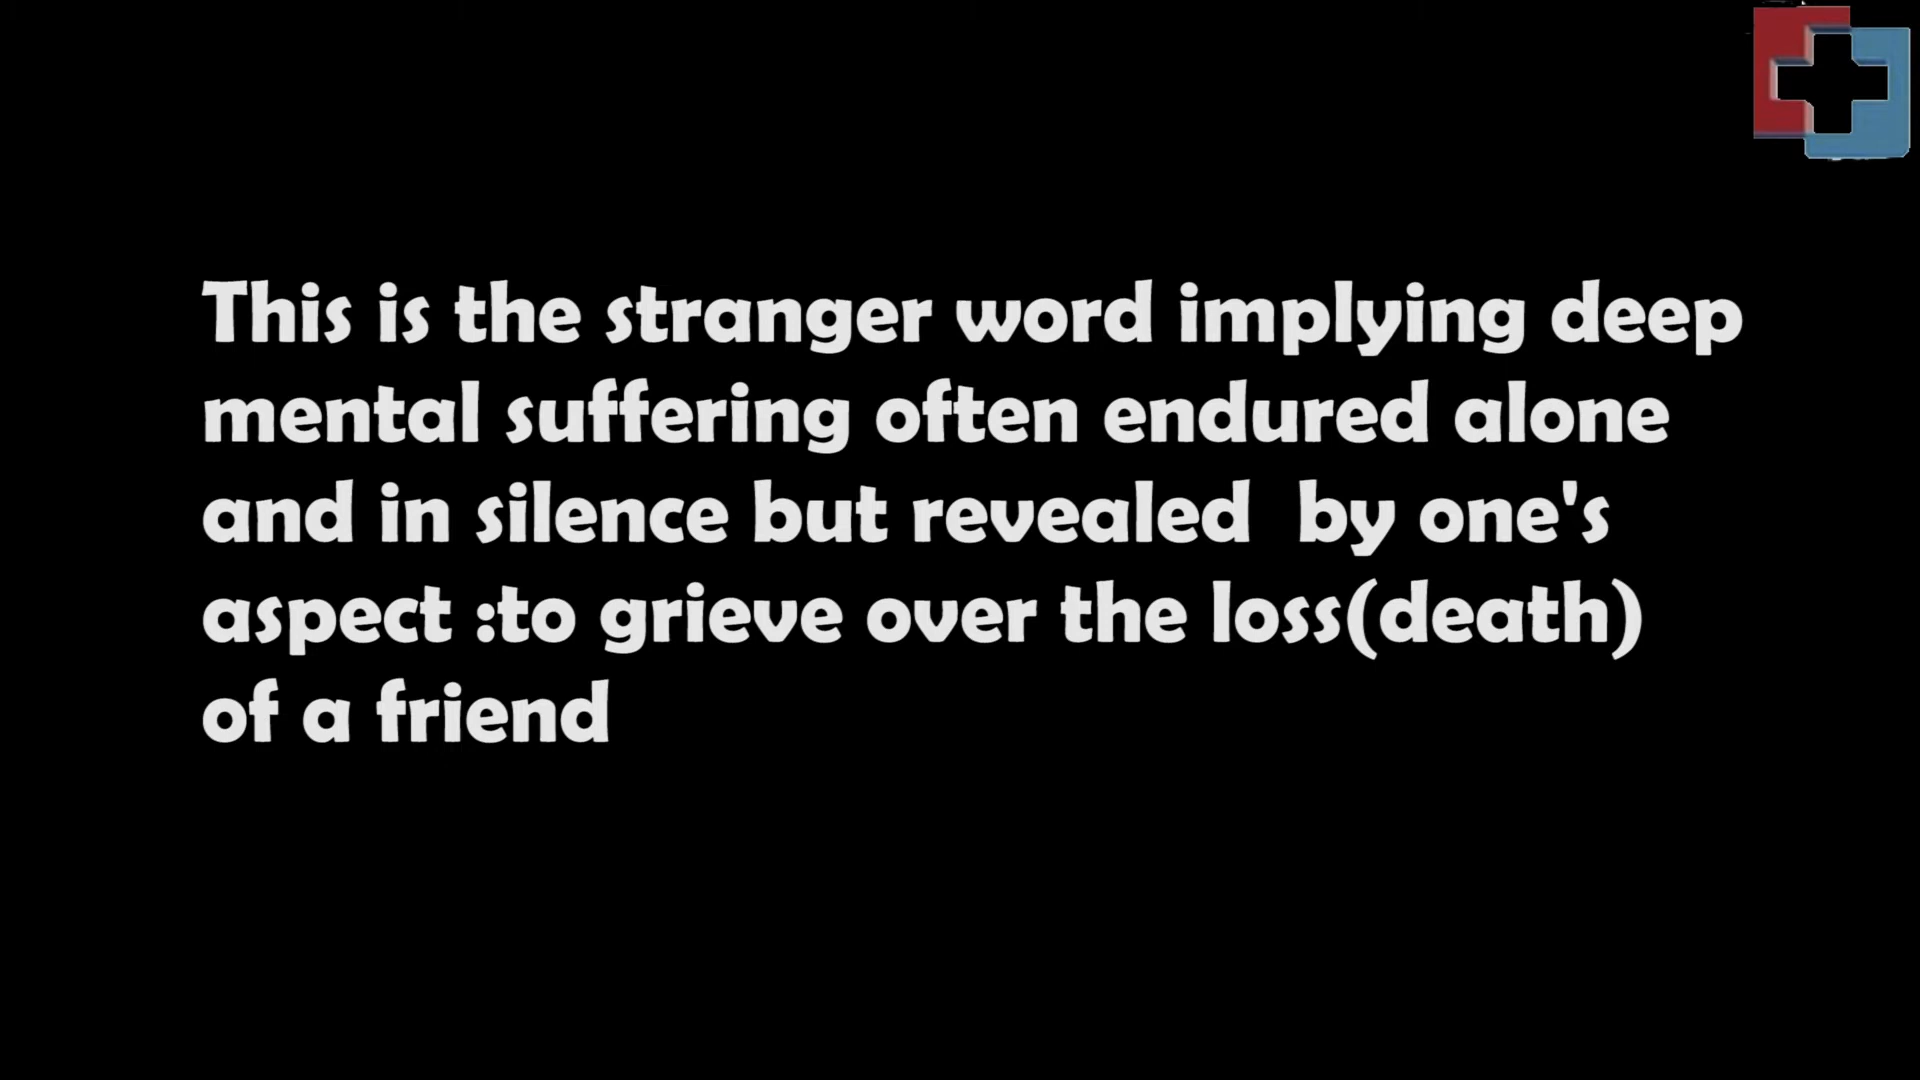 This is the stranger word implying deep
mental suffering often endured alone
and in silence but revealed  by one's
aspect :to grieve over the loss(death)
of a friend